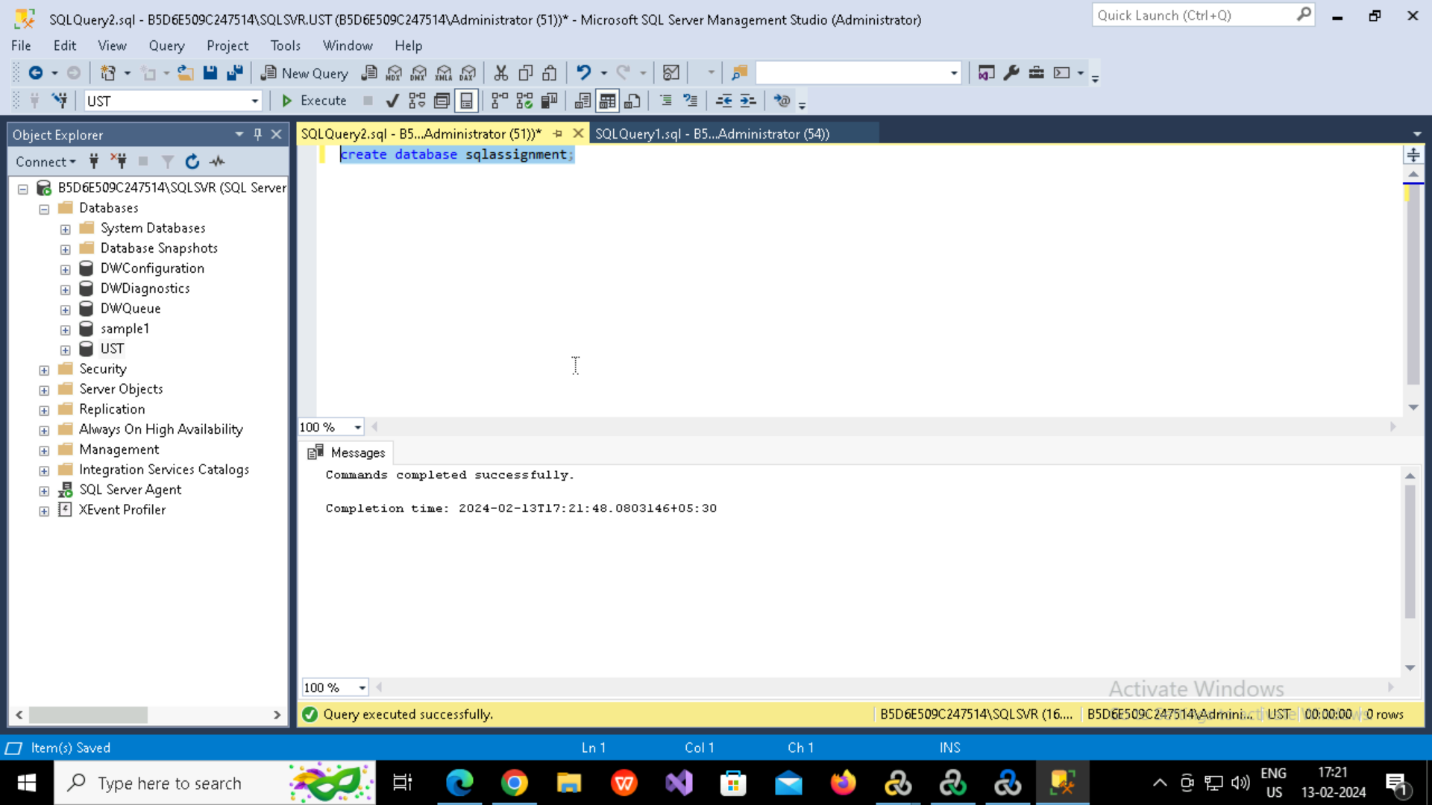 SQLQuery2.sql - B5D6E509C247514\SQLSVR.UST (B5D6E509C247514\Administrator (51))* - Microsoft SQL Server Management Studio (Administrator)
Quick Launch (Ctrl+Q)
File Edit View Query Project Tools Window Help
New Query MDX DMX XMLA DAX
UST Execute
Object Explorer
SQLQuery2.sql - B5...Administrator (51))* SQLQuery1.sql - B5...Administrator (54))
Connect
create database sqlassignment;
B5D6E509C247514\SQLSVR (SQL Server
Databases
System Databases
Database Snapshots
DWConfiguration
DWDiagnostics
DWQueue
sample1
UST
Security
Server Objects
Replication
Always On High Availability
Management
Integration Services Catalogs
SQL Server Agent
XEvent Profiler
100 %
Messages
Commands completed successfully.
Completion time: 2024-02-13T17:21:48.0803146+05:30
100 %
Activate Windows
Query executed successfully.
B5D6E509C247514\SQLSVR (16.... B5D6E509C247514\Admini... UST 00:00:00 0 rows
Item(s) Saved Ln 1 Col 1 Ch 1 INS
Type here to search
ENG
US
17:21
13-02-2024
1